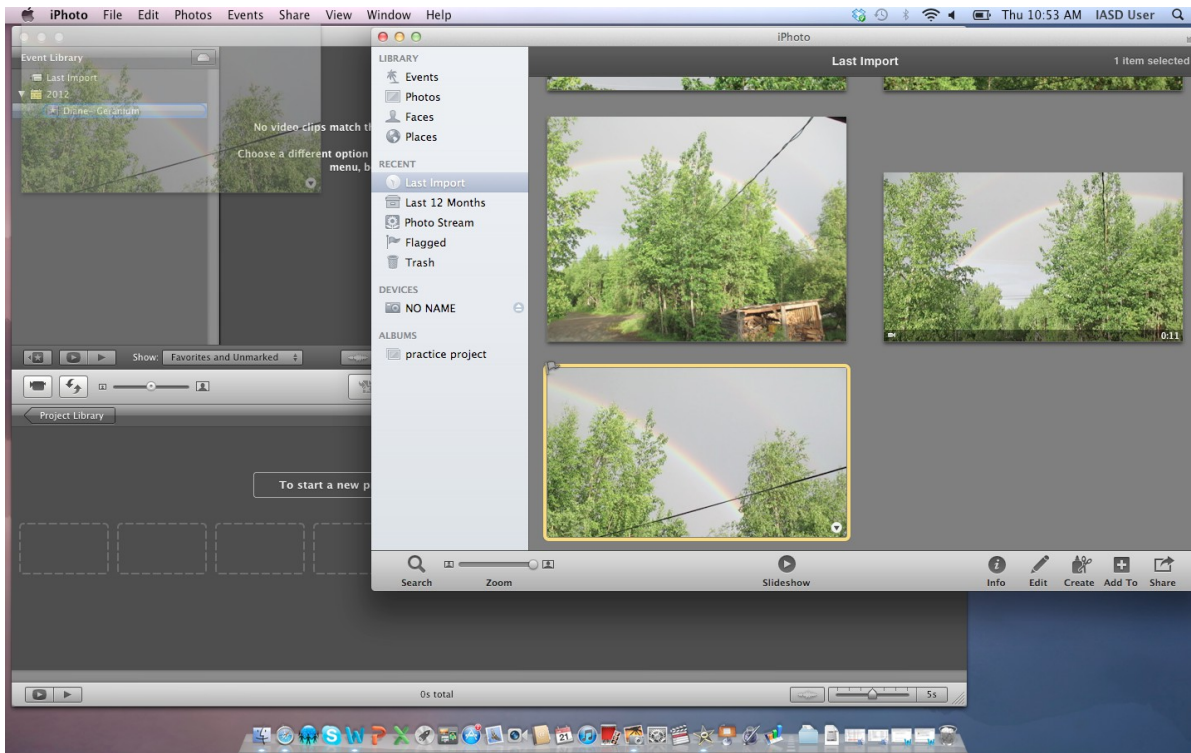 iPhoto File Edit Photos Events Share View Window Help
Thu 10:53 AM IASD User
Event Library
Last Import
2012
Diane- Geranium
No video clips match th
Choose a different option
menu, b
Show: Favorites and Unmarked
Project Library
To start a new p
0s total
5s
iPhoto
LIBRARY
Events
Photos
Faces
Places
RECENT
Last Import
Last 12 Months
Photo Stream
Flagged
Trash
DEVICES
NO NAME
ALBUMS
practice project
Last Import
1 item selected
0:11
Search
Zoom
Slideshow
Info
Edit
Create
Add To
Share
21